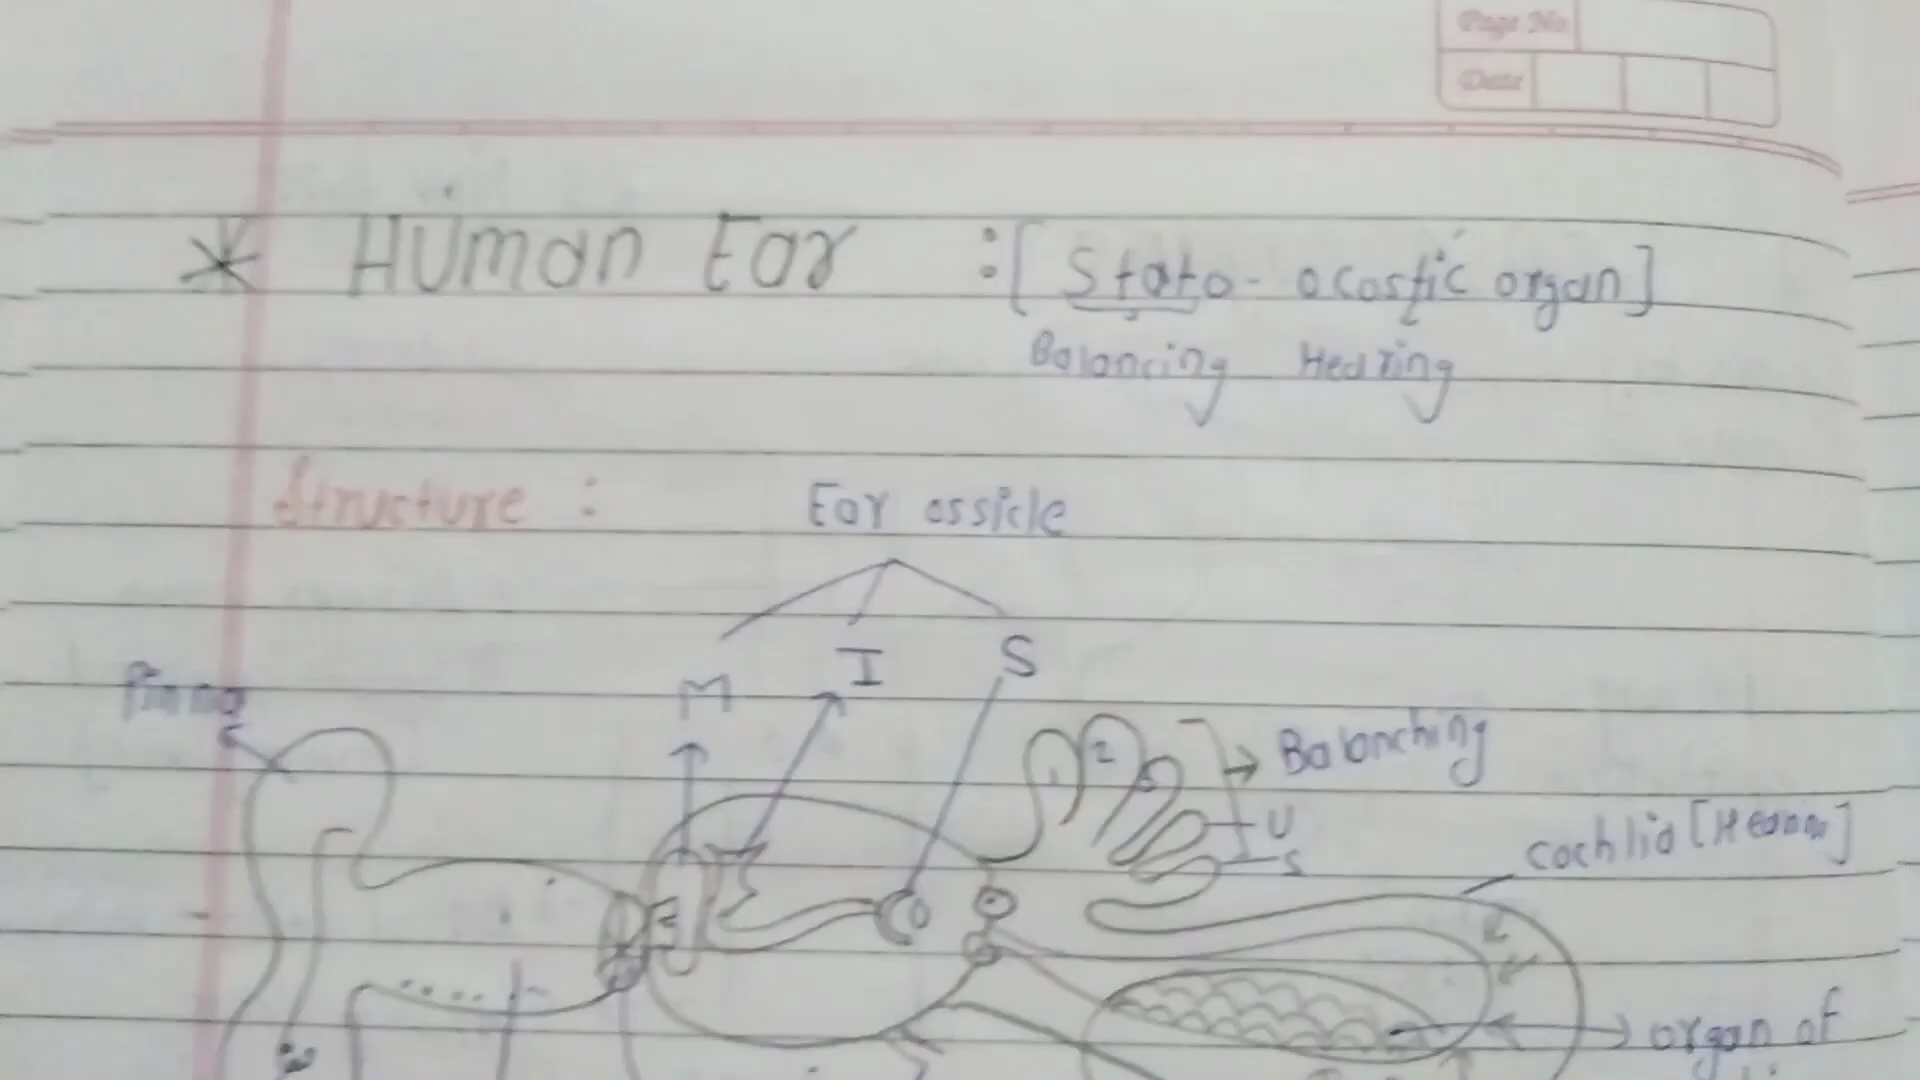 Page No.
Date
* Human Ear :[Stato-acostic organ]
Balancing Hearing
Structure : Ear ossicle
M I S
Pinna
1 2
Balanching
U
S
cochlia [Hearing]
organ of